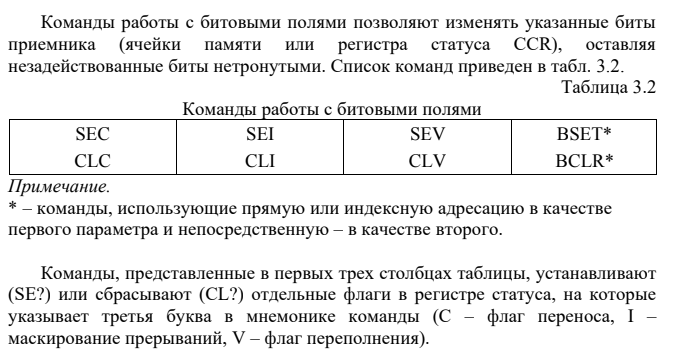 Команды работы с битовыми полями позволяют изменять указанные биты
приемника (ячейки памяти или регистра статуса CCR), оставляя
незадействованные биты нетронутыми. Список команд приведен в табл. 3.2.
Таблица 3.2
Команды работы с битовыми полями
SEC SEI SEV BSET*
CLC CLI CLV BCLR*
Примечание.
* – команды, использующие прямую или индексную адресацию в качестве
первого параметра и непосредственную – в качестве второго.
Команды, представленные в первых трех столбцах таблицы, устанавливают
(SE?) или сбрасывают (CL?) отдельные флаги в регистре статуса, на которые
указывает третья буква в мнемонике команды (C – флаг переноса, I –
маскирование прерываний, V – флаг переполнения).